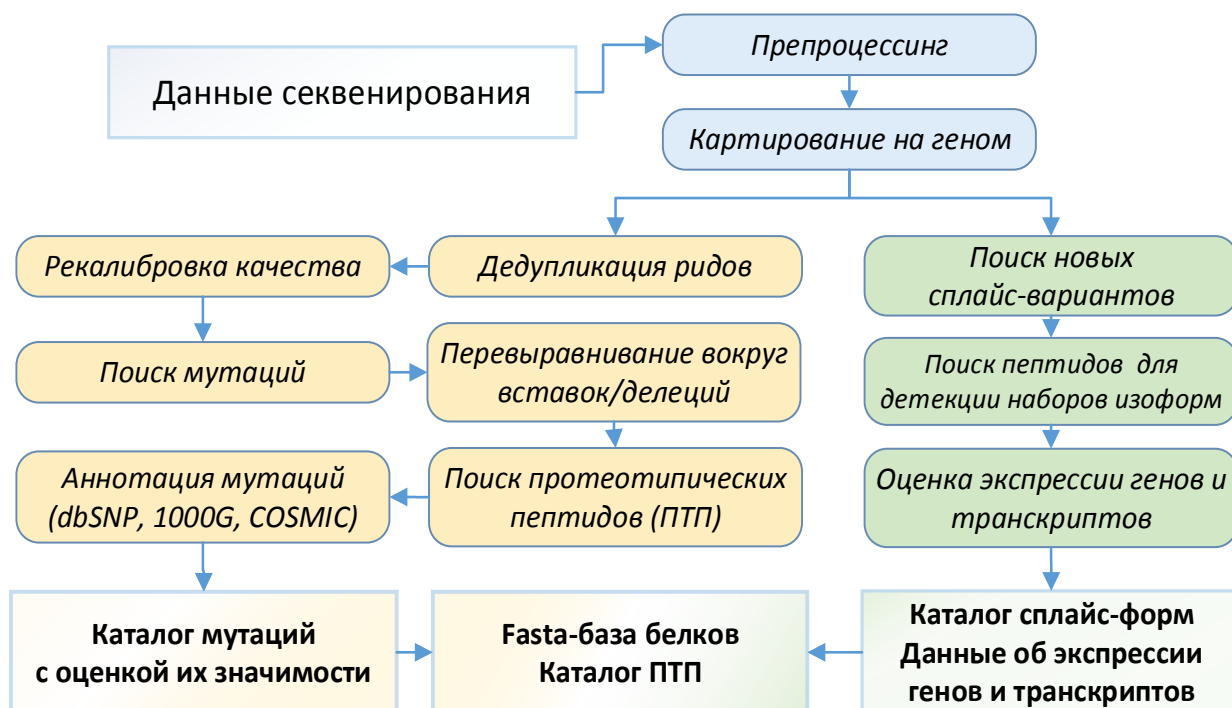 Препроцессинг
Данные секвенирования
Картирование на геном
Рекалибровка качества
Дедупликация ридов
Поиск новых
сплайс-вариантов
Поиск мутаций
Перевыравнивание вокруг
вставок/делеций
Поиск пептидов для
детекции наборов изоформ
Аннотация мутаций
(dbSNP, 1000G, COSMIC)
Поиск протеотипических
пептидов (ПТП)
Оценка экспрессии генов и
транскриптов
Каталог мутаций
с оценкой их значимости
Fasta-база белков
Каталог ПТП
Каталог сплайс-форм
Данные об экспрессии
генов и транскриптов